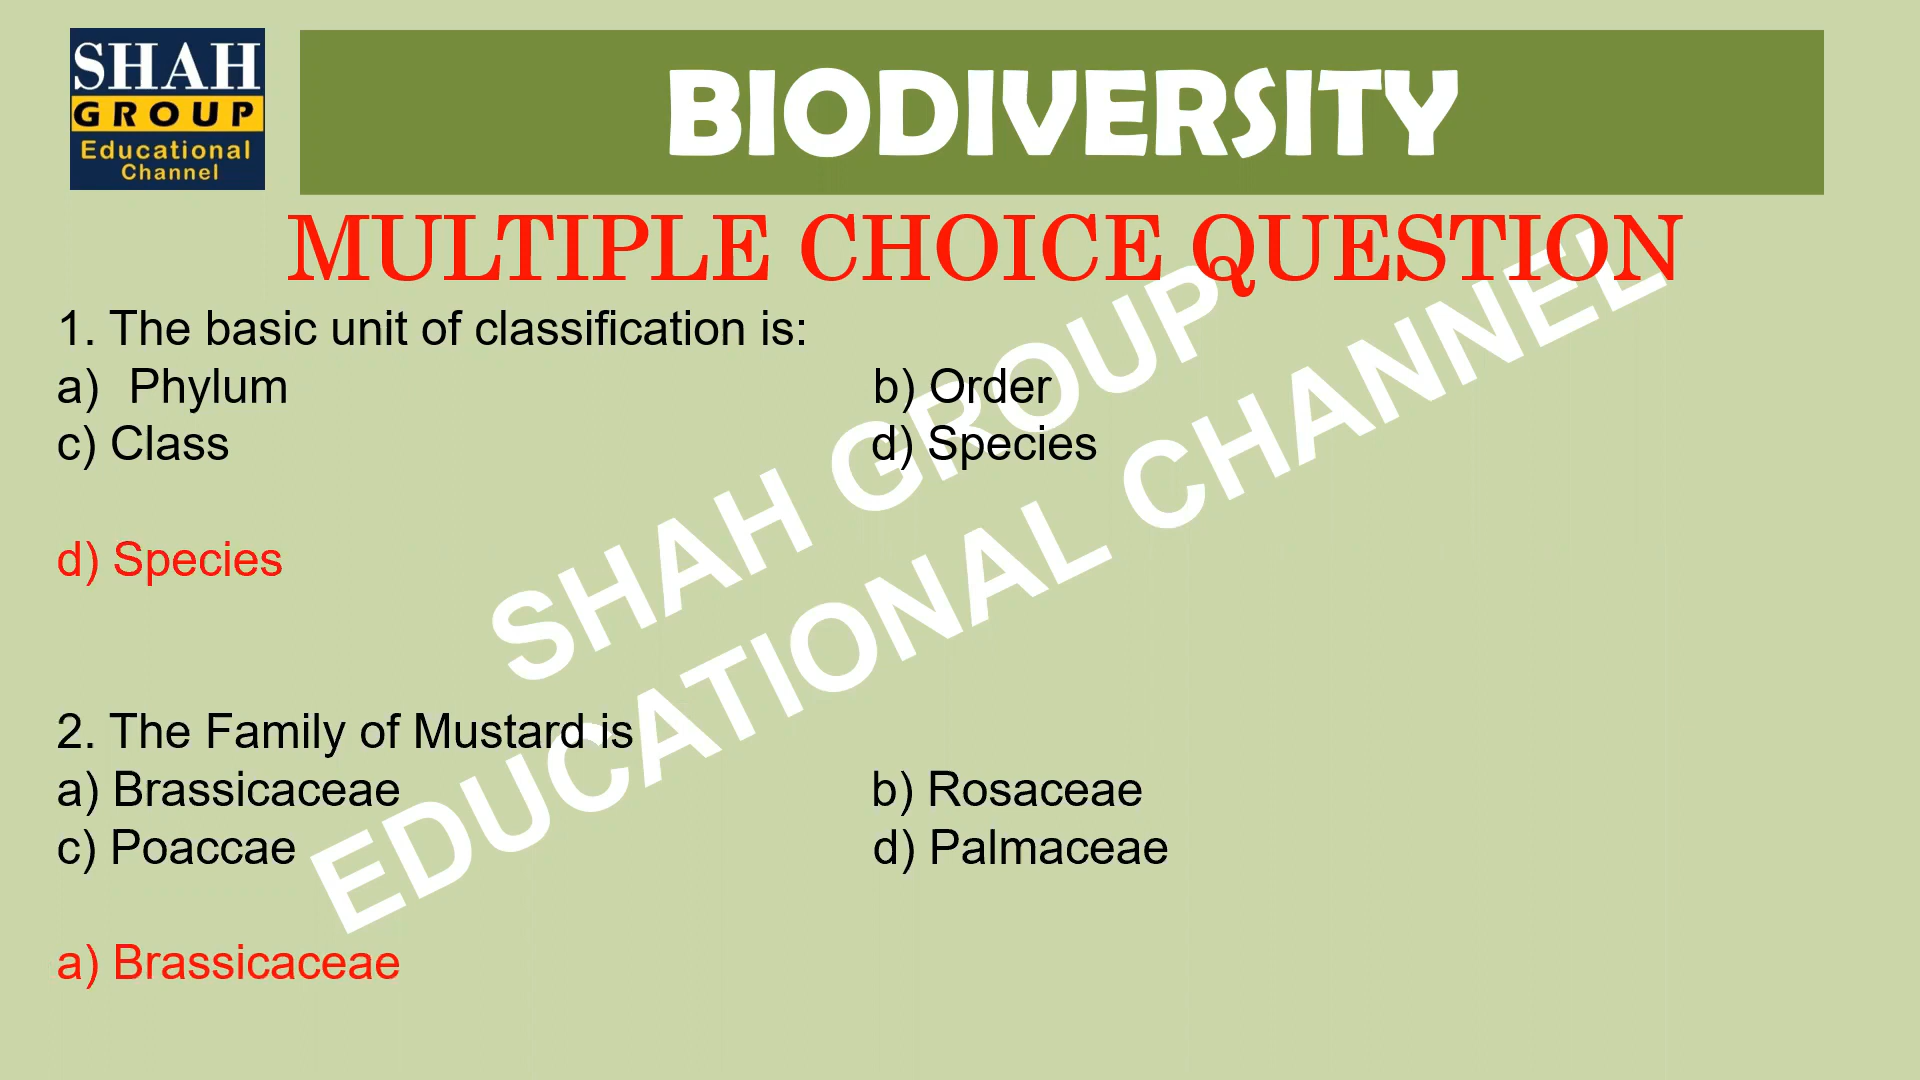 SHAH
GROUP
Educational
Channel
BIODIVERSITY
MULTIPLE CHOICE QUESTION
1. The basic unit of classification is:
a) Phylum b) Order
c) Class d) Species
d) Species
2. The Family of Mustard is
a) Brassicaceae b) Rosaceae
c) Poaccae d) Palmaceae
a) Brassicaceae
SHAH GROUP
EDUCATIONAL CHANNEL